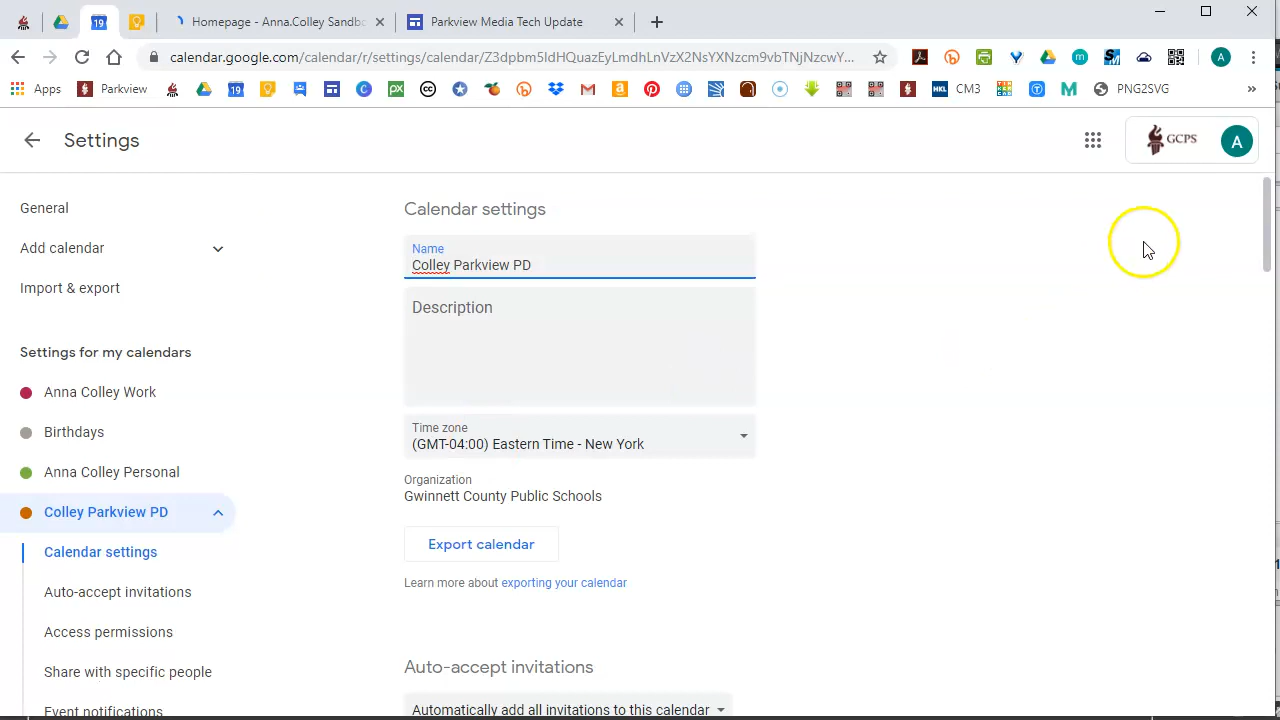 19
Homepage - Anna.Colley Sandbo
Parkview Media Tech Update
calendar.google.com/calendar/r/settings/calendar/Z3dpbm5ldHQuazEyLmdhLnVzX2NsYXNzcm9vbTNjNzcwY...
A
Apps
Parkview
19
CM3
PNG2SVG
Settings
GCPS
A
General
Add calendar
Import & export
Settings for my calendars
Anna Colley Work
Birthdays
Anna Colley Personal
Colley Parkview PD
Calendar settings
Auto-accept invitations
Access permissions
Share with specific people
Event notifications
Calendar settings
Name
Colley Parkview PD
Description
Time zone
(GMT-04:00) Eastern Time - New York
Organization
Gwinnett County Public Schools
Export calendar
Learn more about exporting your calendar
Auto-accept invitations
Automatically add all invitations to this calendar